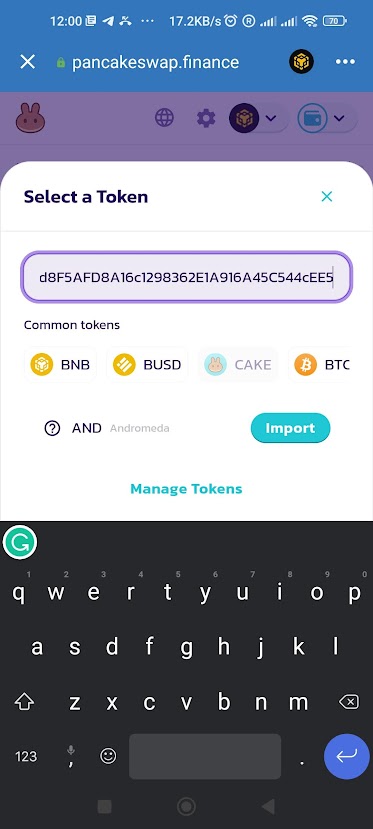 12:00 17.2KB/s 70
pancakeswap.finance
Select a Token
d8F5AFD8A16c1298362E1A916A45C544cEE5
Common tokens
BNB BUSD CAKE BTC
AND Andromeda Import
Manage Tokens
1 2 3 4 5 6 7 8 9 0
q w e r t y u i o p
a s d f g h j k l
z x c v b n m
123 , .